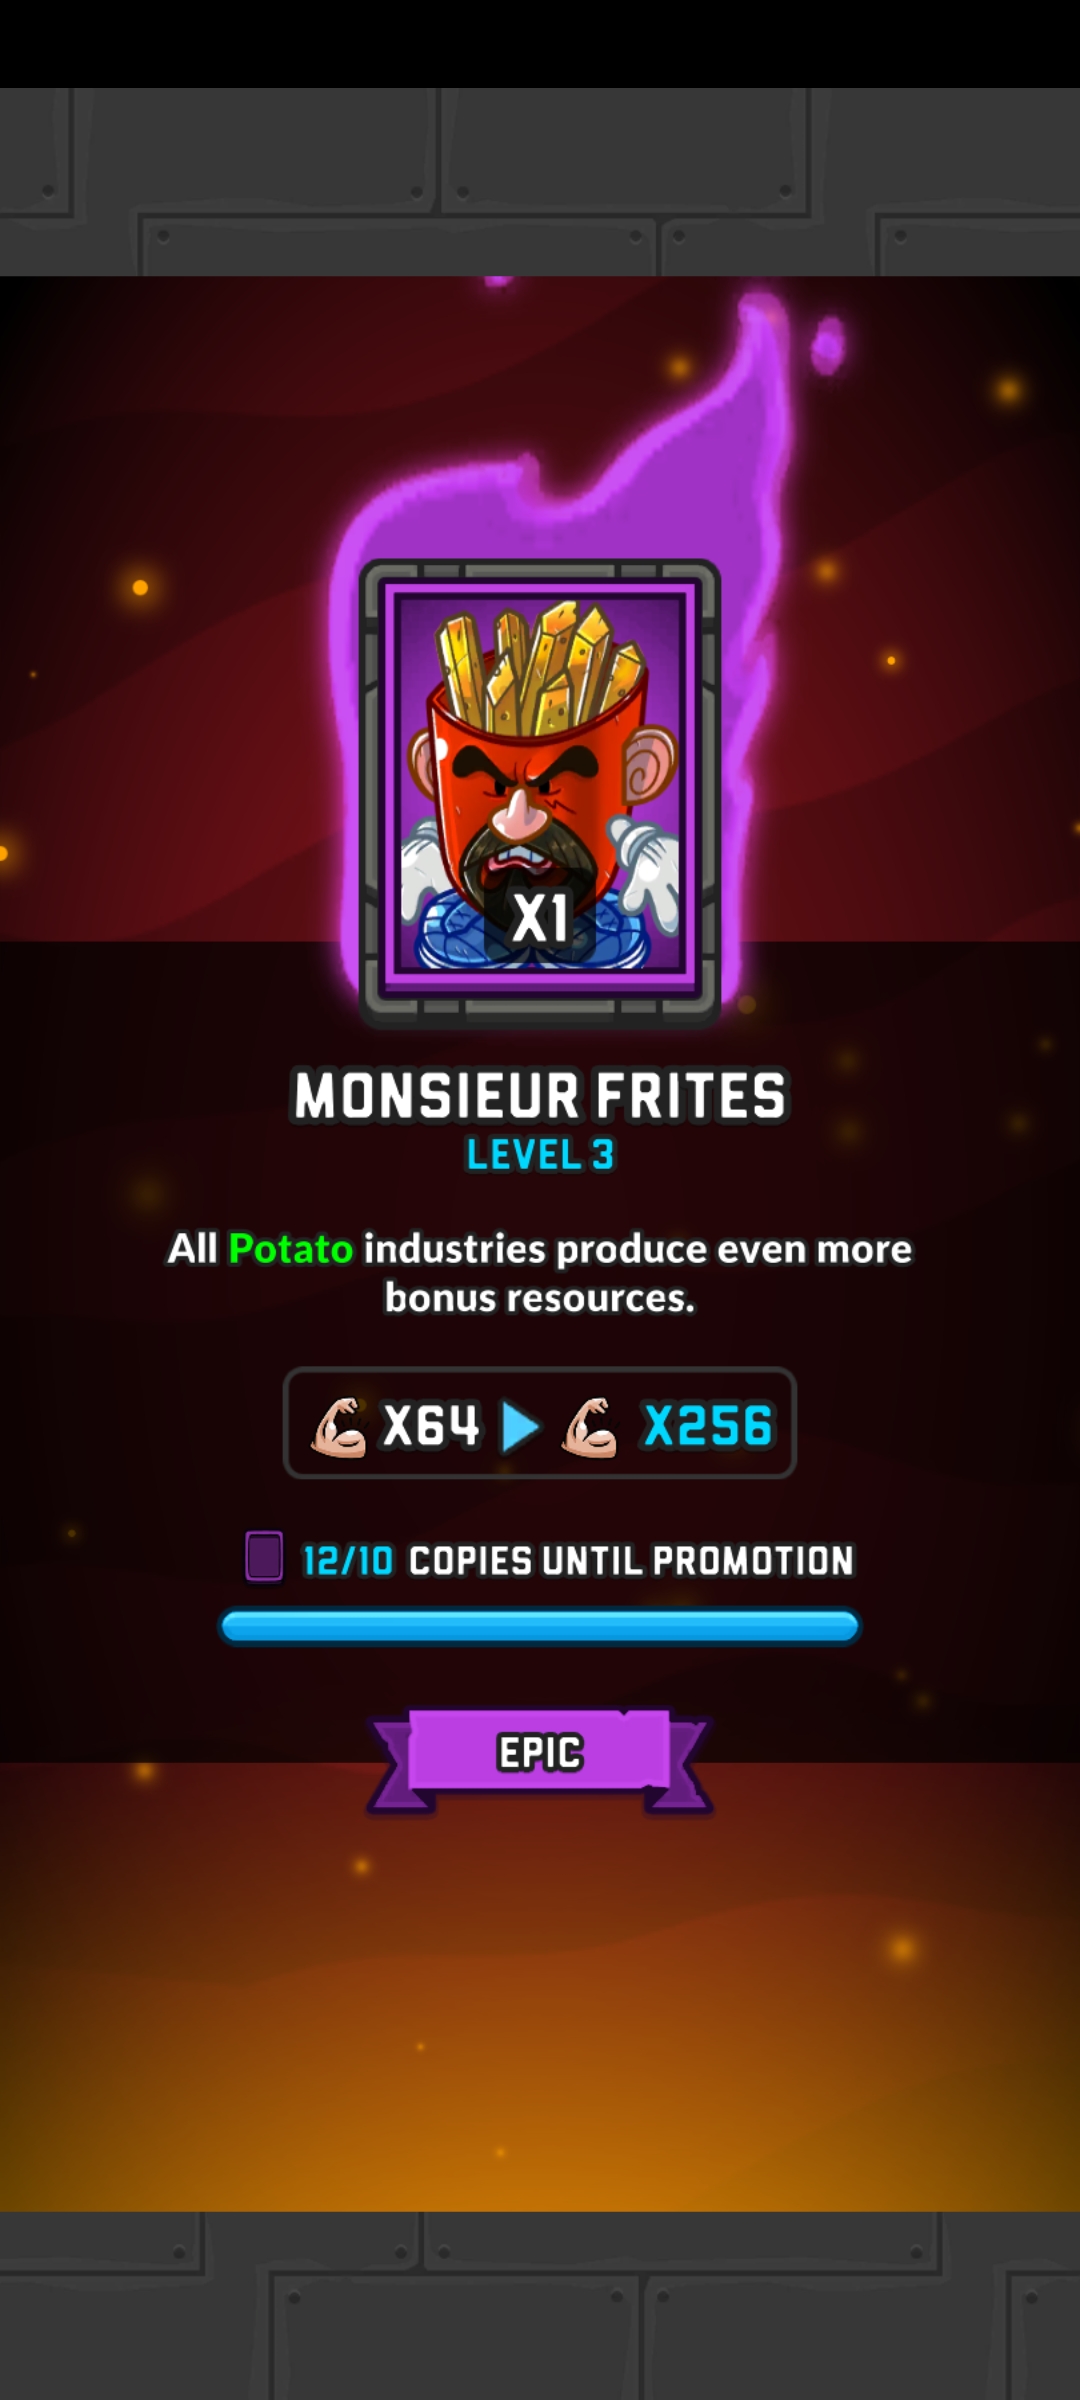 X1
MONSIEUR FRITES
LEVEL 3
All Potato industries produce even more
bonus resources.
X64 X256
12/10 COPIES UNTIL PROMOTION
EPIC